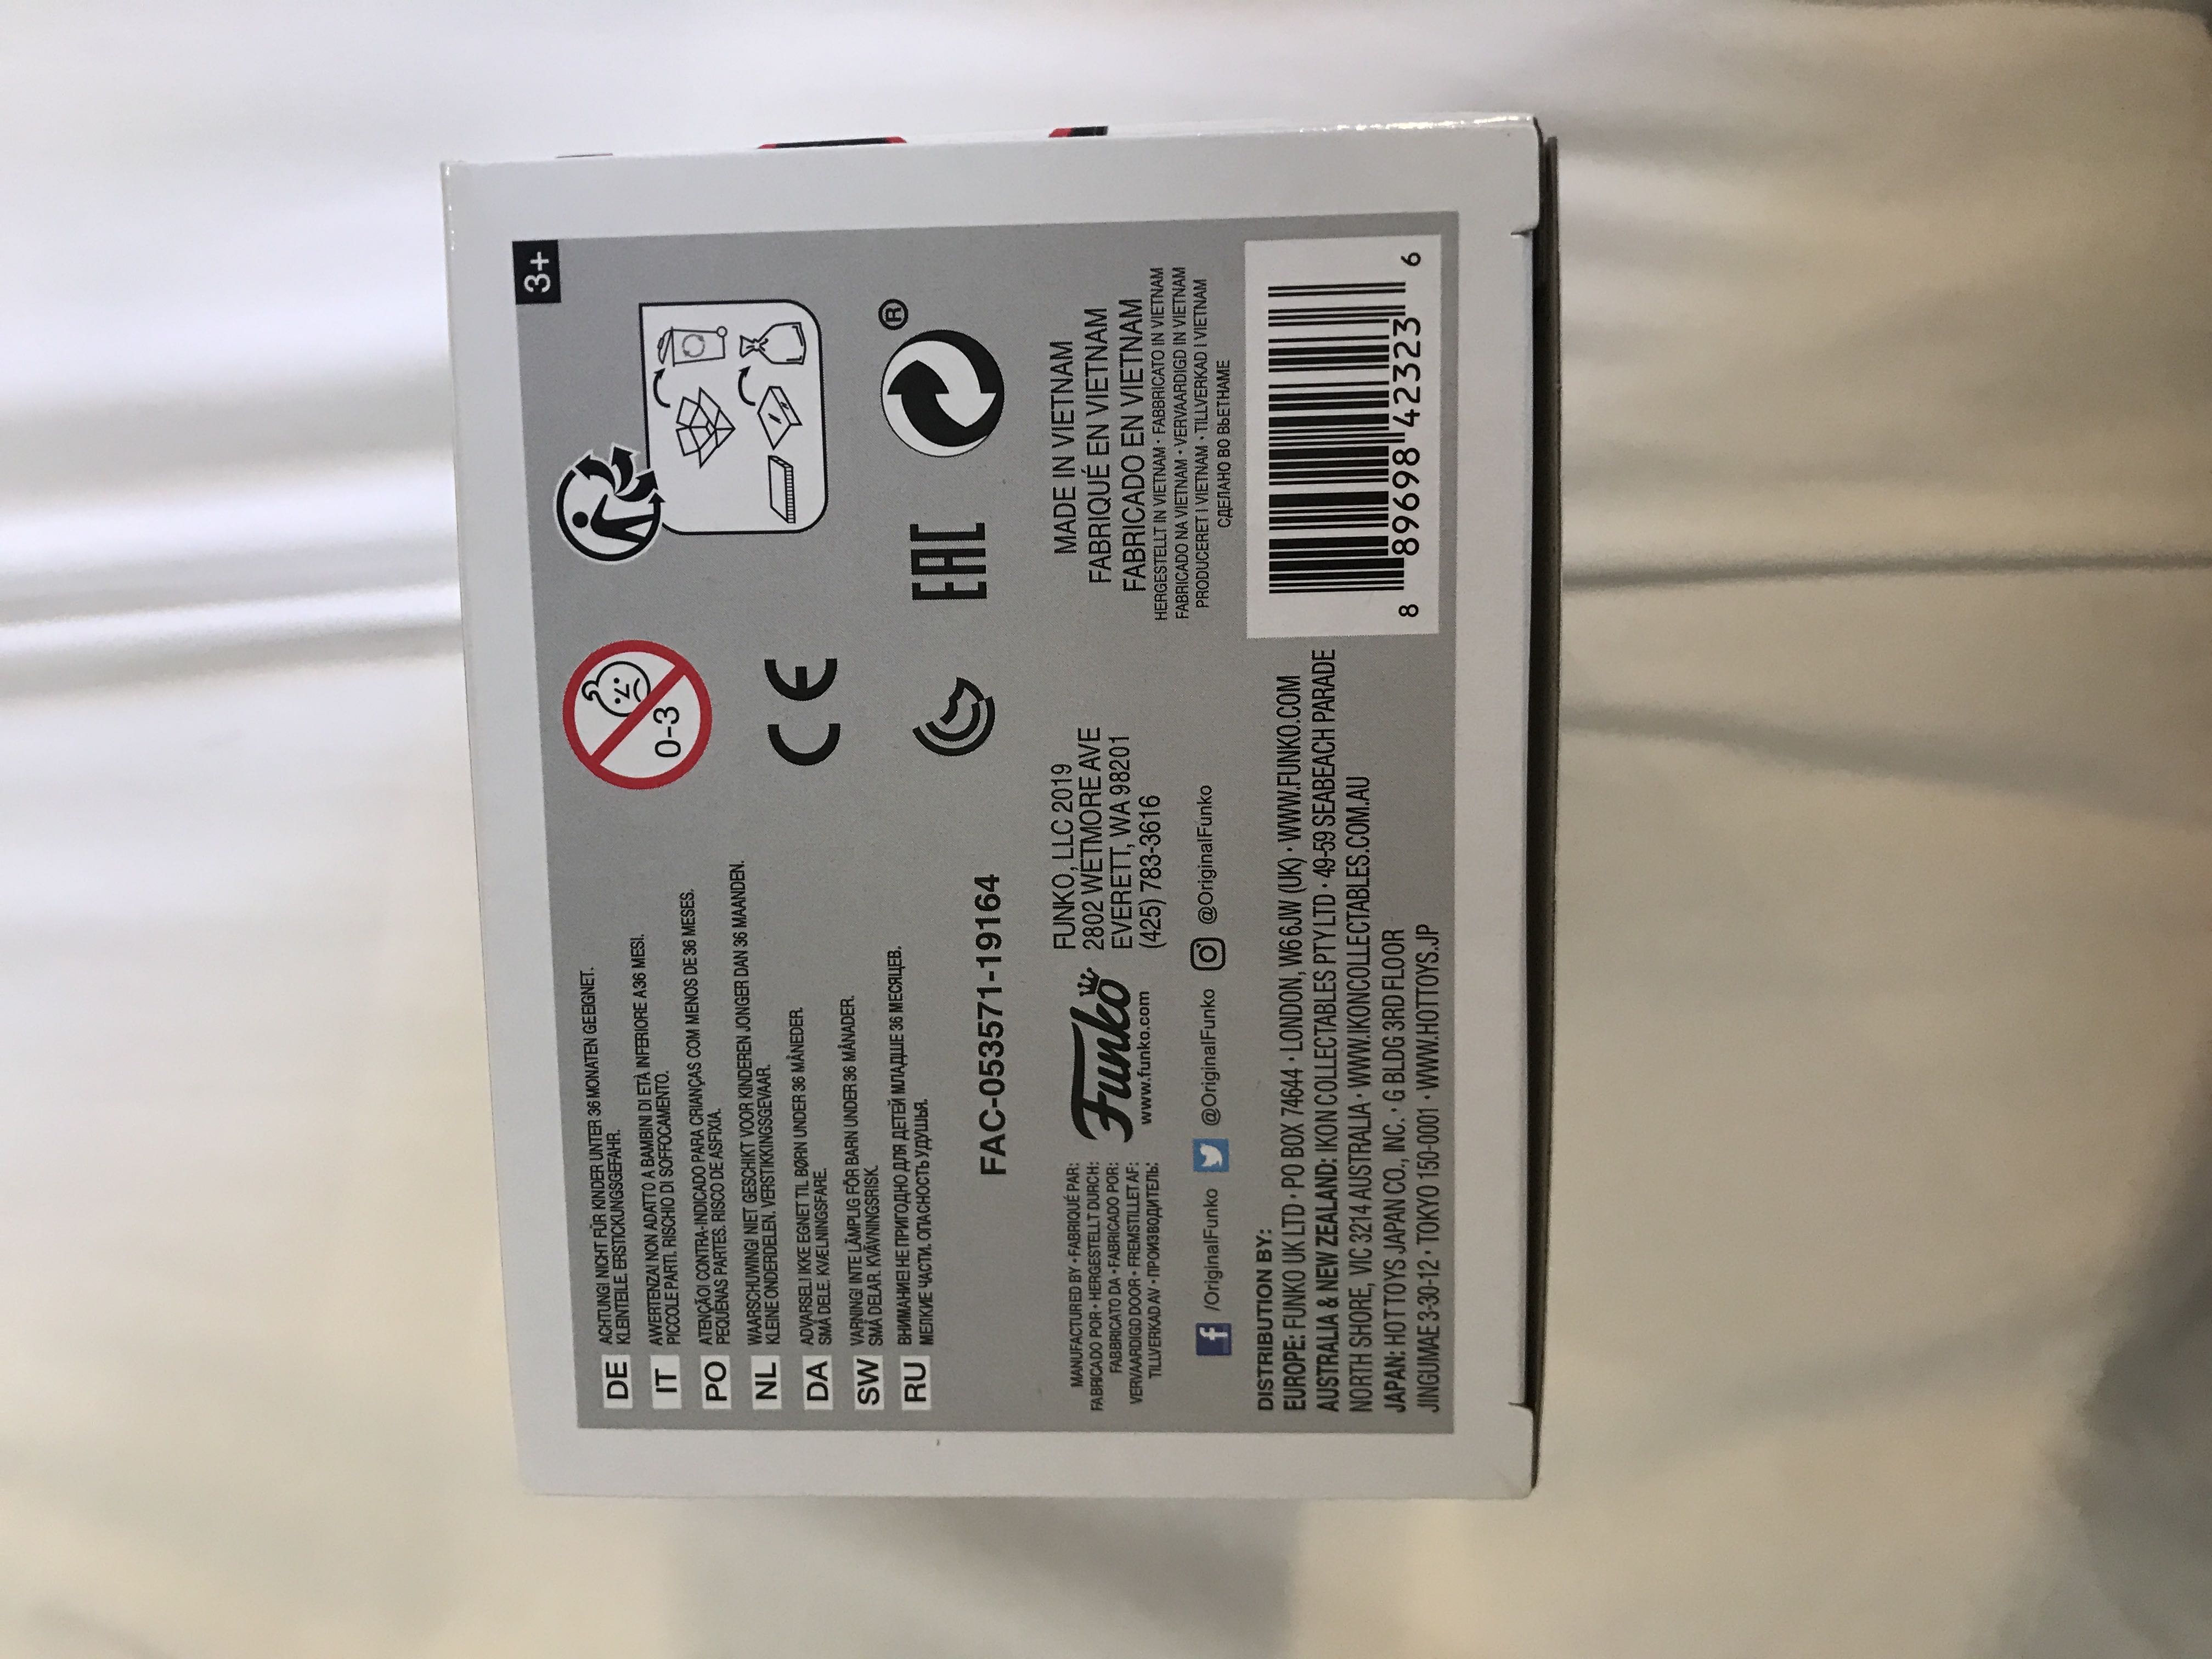 3+
DE ACHTUNG! NICHT FÜR KINDER UNTER 36 MONATEN GEEIGNET.
KLEINTEILE. ERSTICKUNGSGEFAHR.
IT AVVERTENZA! NON ADATTO A BAMBINI DI ETÀ INFERIORE A 36 MESI.
PICCOLE PARTI. RISCHIO DI SOFFOCAMENTO.
PO ATENÇÃO! CONTRA-INDICADO PARA CRIANÇAS COM MENOS DE 36 MESES.
PEQUENAS PARTES. RISCO DE ASFIXIA.
NL WAARSCHUWING! NIET GESCHIKT VOOR KINDEREN JONGER DAN 36 MAANDEN.
KLEINE ONDERDELEN. VERSTIKKINGSGEVAAR.
DA ADVARSEL! IKKE EGNET TIL BØRN UNDER 36 MÅNEDER.
SMÅ DELE. KVÆLNINGSFARE.
SW VARNING! INTE LÄMPLIG FÖR BARN UNDER 36 MÅNADER.
SMÅ DELAR. KVÄVNINGSRISK.
RU ВНИМАНИЕ! НЕ ПРИГОДНО ДЛЯ ДЕТЕЙ МЛАДШЕ 36 МЕСЯЦЕВ.
МЕЛКИЕ ЧАСТИ. ОПАСНОСТЬ УДУШЬЯ.
0-3
CE
EAC
®
FAC-053571-19164
MANUFACTURED BY • FABRIQUÉ PAR:
FABRICADO POR • HERGESTELLT DURCH:
FABBRICATO DA • FABRICADO POR:
VERVAARDIGD DOOR • FREMSTILLET AF:
TILLVERKAD AV • ПРОИЗВОДИТЕЛЬ:
Funko
www.funko.com
FUNKO, LLC 2019
2802 WETMORE AVE
EVERETT, WA 98201
(425) 783-3616
/OriginalFunko @OriginalFunko @OriginalFunko
MADE IN VIETNAM
FABRIQUÉ EN VIETNAM
FABRICADO EN VIETNAM
HERGESTELLT IN VIETNAM • FABBRICATO IN VIETNAM
FABRICADO NA VIETNAM • VERVAARDIGD IN VIETNAM
PRODUCERET I VIETNAM • TILLVERKAD I VIETNAM
СДЕЛАНО ВО ВЬЕТНАМЕ
DISTRIBUTION BY:
EUROPE: FUNKO UK LTD • PO BOX 74644 • LONDON, W6 6JW (UK) • WWW.FUNKO.COM
AUSTRALIA & NEW ZEALAND: IKON COLLECTABLES PTY LTD • 49-59 SEABEACH PARADE
NORTH SHORE, VIC 3214 AUSTRALIA • WWW.IKONCOLLECTABLES.COM.AU
JAPAN: HOT TOYS JAPAN CO., INC. • G BLDG 3RD FLOOR
JINGUMAE 3-30-12 • TOKYO 150-0001 • WWW.HOTTOYS.JP
8 89698 42323 6